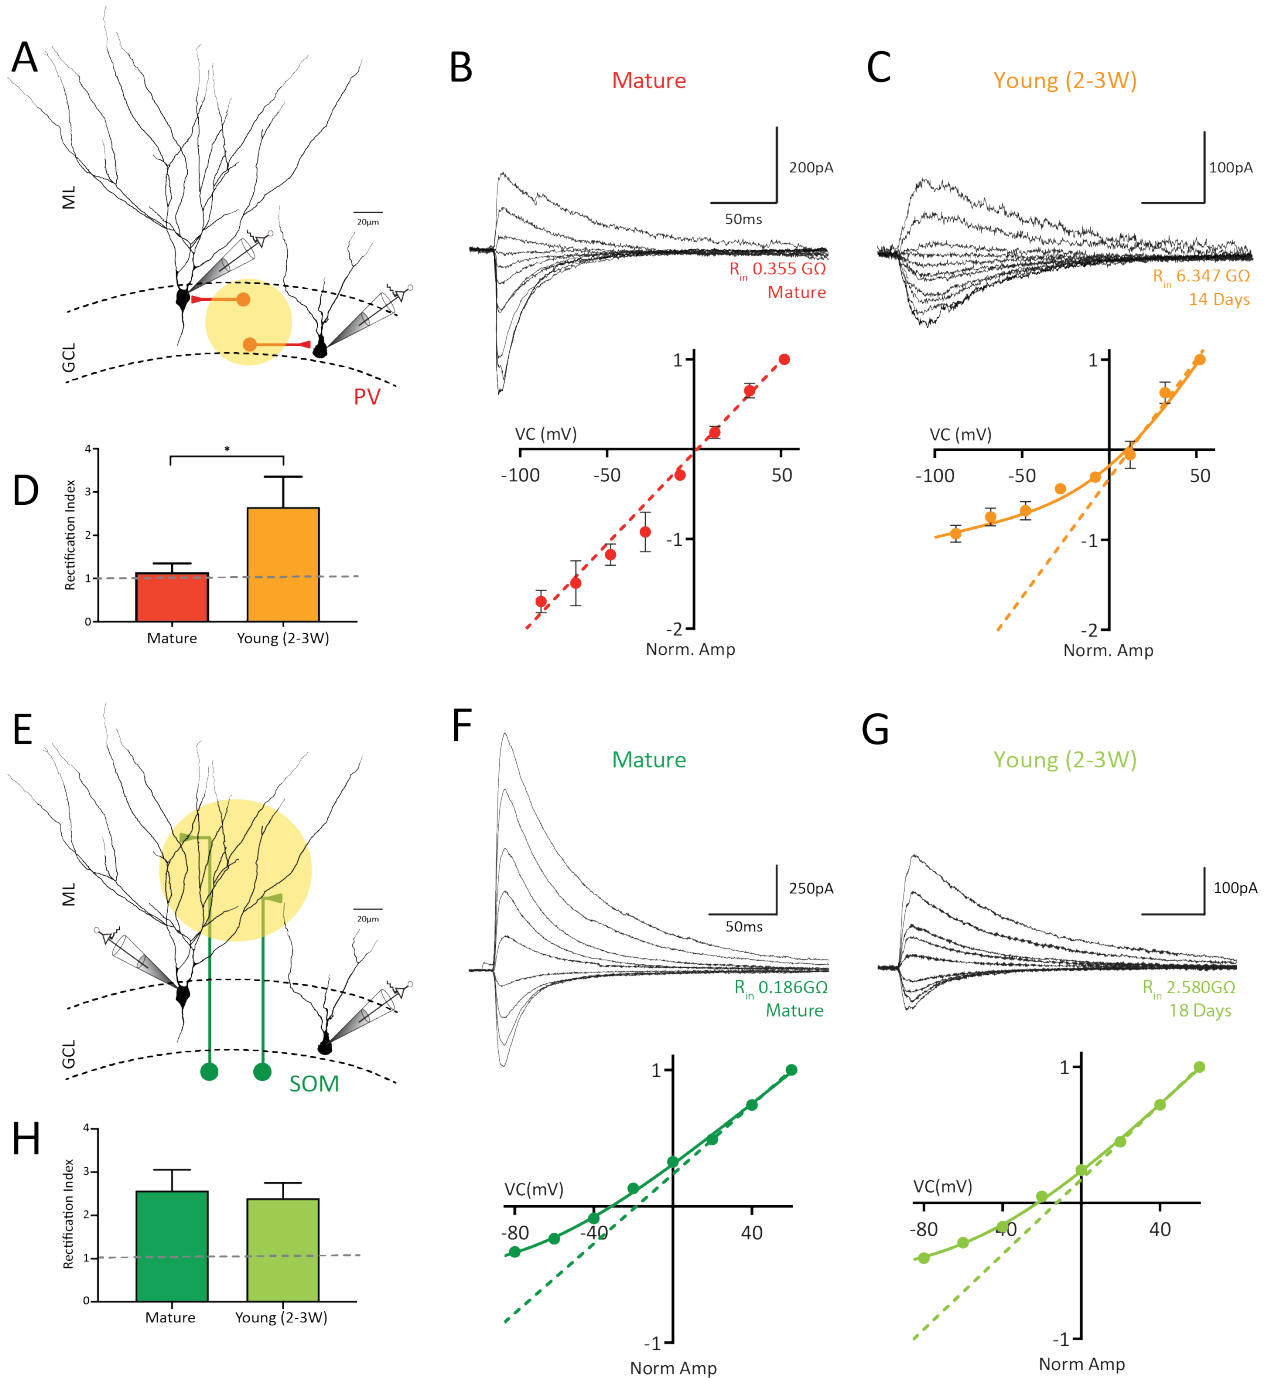 A
ML
GCL
20µm
PV
B
Mature
200pA
50ms
Rin 0.355 GΩ
Mature
1
VC (mV)
-100
-50
50
-1
-2
Norm. Amp
C
Young (2-3W)
100pA
Rin 6.347 GΩ
14 Days
1
VC (mV)
-100
-50
50
-1
-2
Norm. Amp
D
Rectification Index
4
3
2
1
0
*
Mature
Young (2-3W)
E
ML
GCL
20µm
SOM
F
Mature
250pA
50ms
Rin 0.186GΩ
Mature
1
VC(mV)
-80
-40
40
-1
Norm Amp
G
Young (2-3W)
100pA
Rin 2.580GΩ
18 Days
1
VC(mV)
-80
-40
40
-1
Norm Amp
H
Rectification Index
4
3
2
1
0
Mature
Young (2-3W)